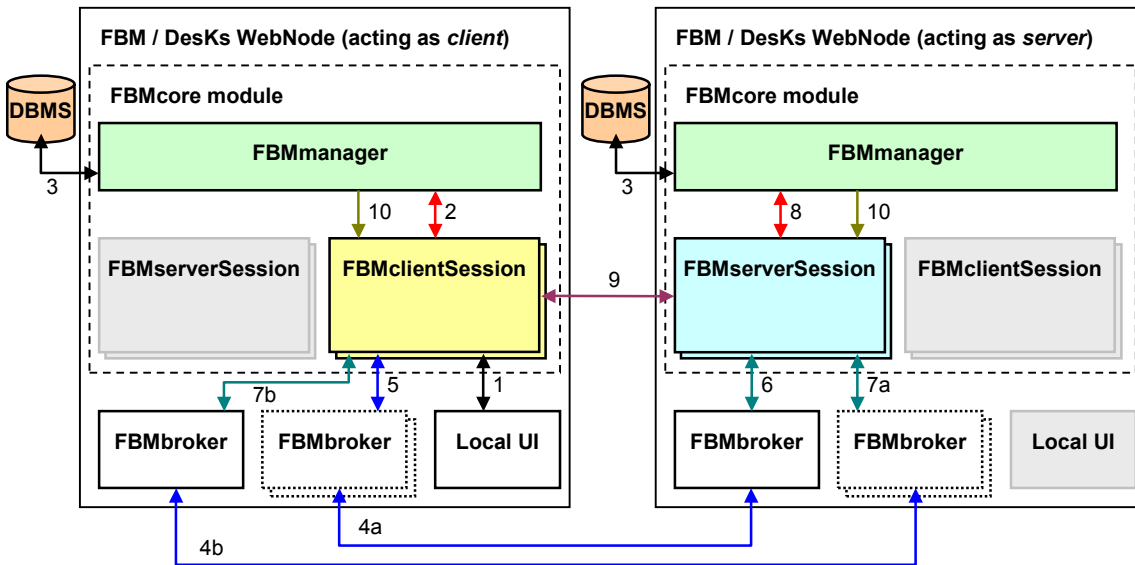 FBM / DesKs WebNode (acting as client)
FBMcore module
DBMS
FBMmanager
3
10
2
FBMserverSession
FBMclientSession
7b
5
1
FBMbroker
FBMbroker
Local UI
4a
4b
9
FBM / DesKs WebNode (acting as server)
FBMcore module
DBMS
FBMmanager
3
8
10
FBMserverSession
FBMclientSession
6
7a
FBMbroker
FBMbroker
Local UI